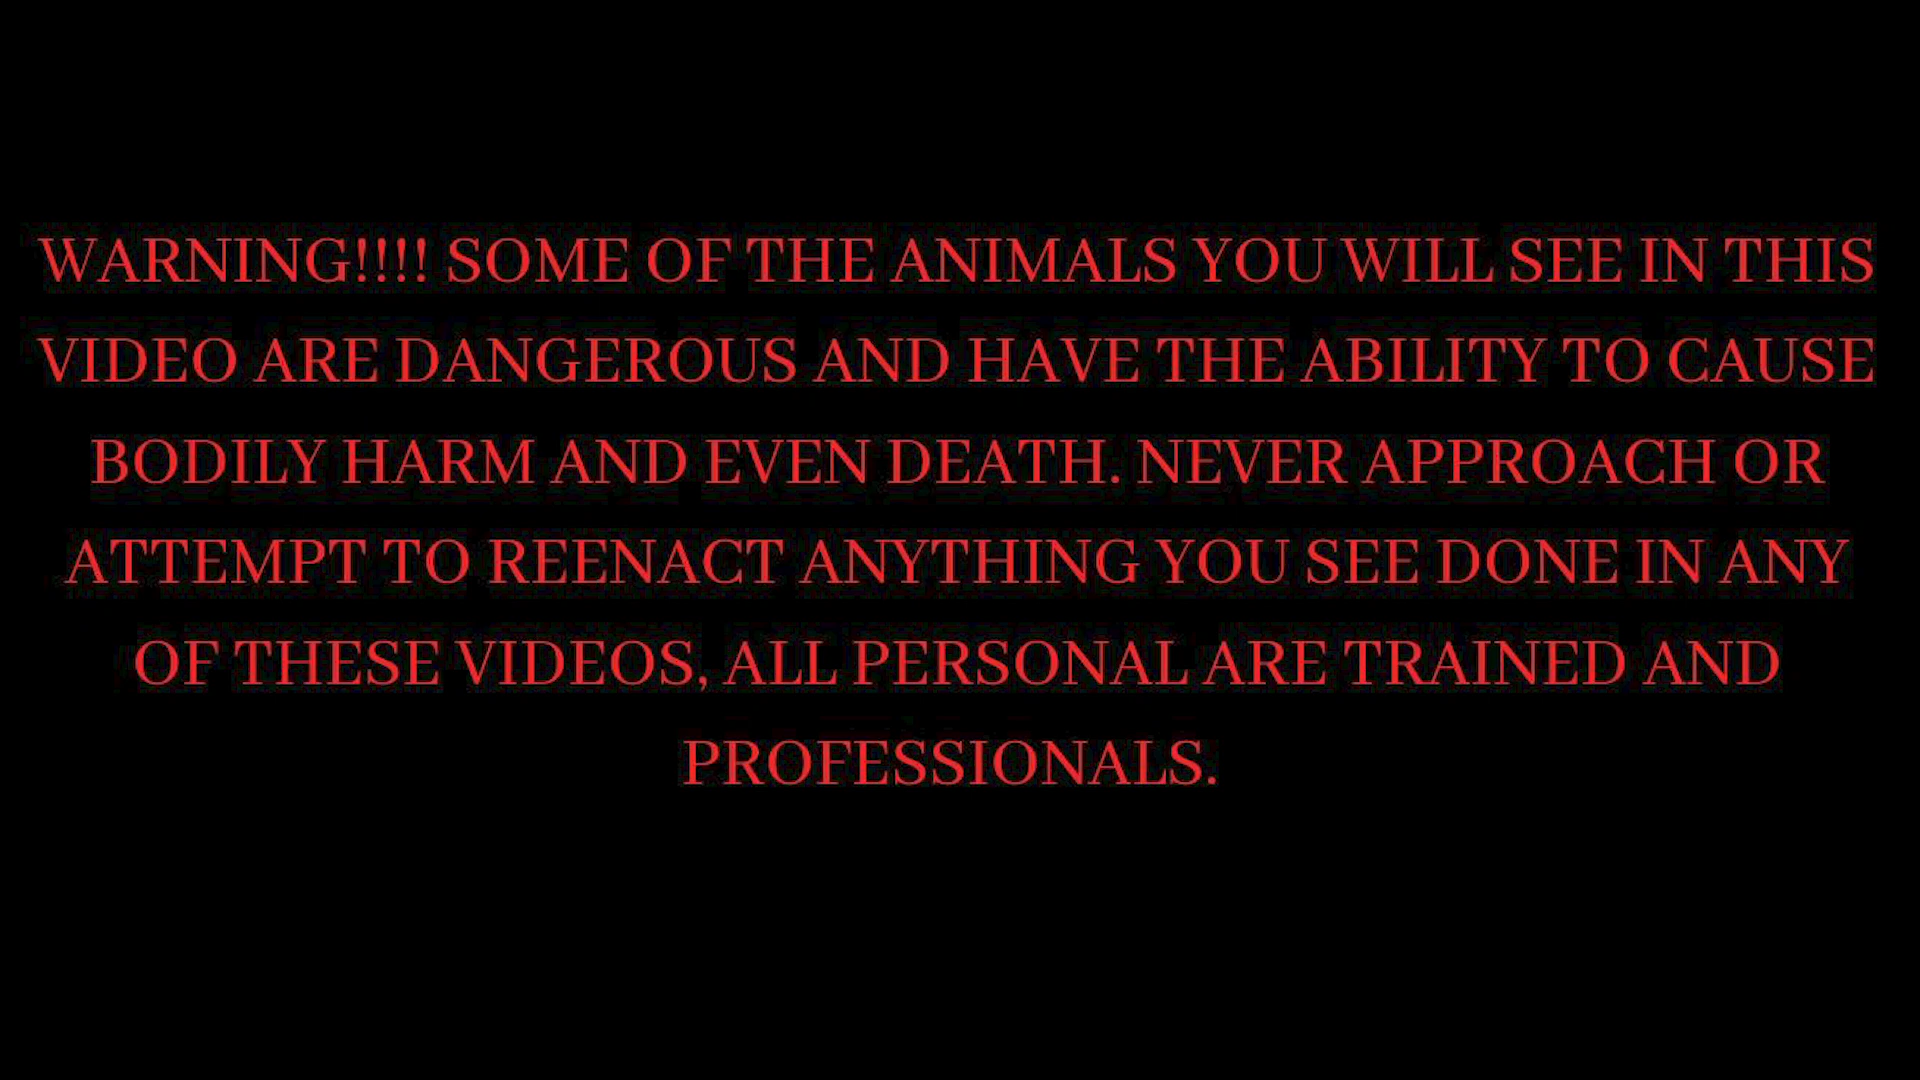 WARNING!!!! SOME OF THE ANIMALS YOU WILL SEE IN THIS
VIDEO ARE DANGEROUS AND HAVE THE ABILITY TO CAUSE
BODILY HARM AND EVEN DEATH. NEVER APPROACH OR
ATTEMPT TO REENACT ANYTHING YOU SEE DONE IN ANY
OF THESE VIDEOS, ALL PERSONAL ARE TRAINED AND
PROFESSIONALS.